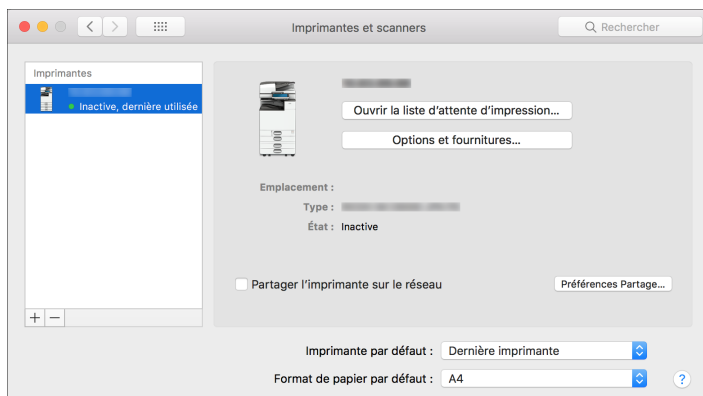 Imprimantes et scanners
Rechercher
Imprimantes
Inactive, dernière utilisée
Ouvrir la liste d'attente d'impression...
Options et fournitures...
Emplacement :
Type :
État : Inactive
Partager l'imprimante sur le réseau
Préférences Partage...
+ −
Imprimante par défaut : Dernière imprimante
Format de papier par défaut : A4
?